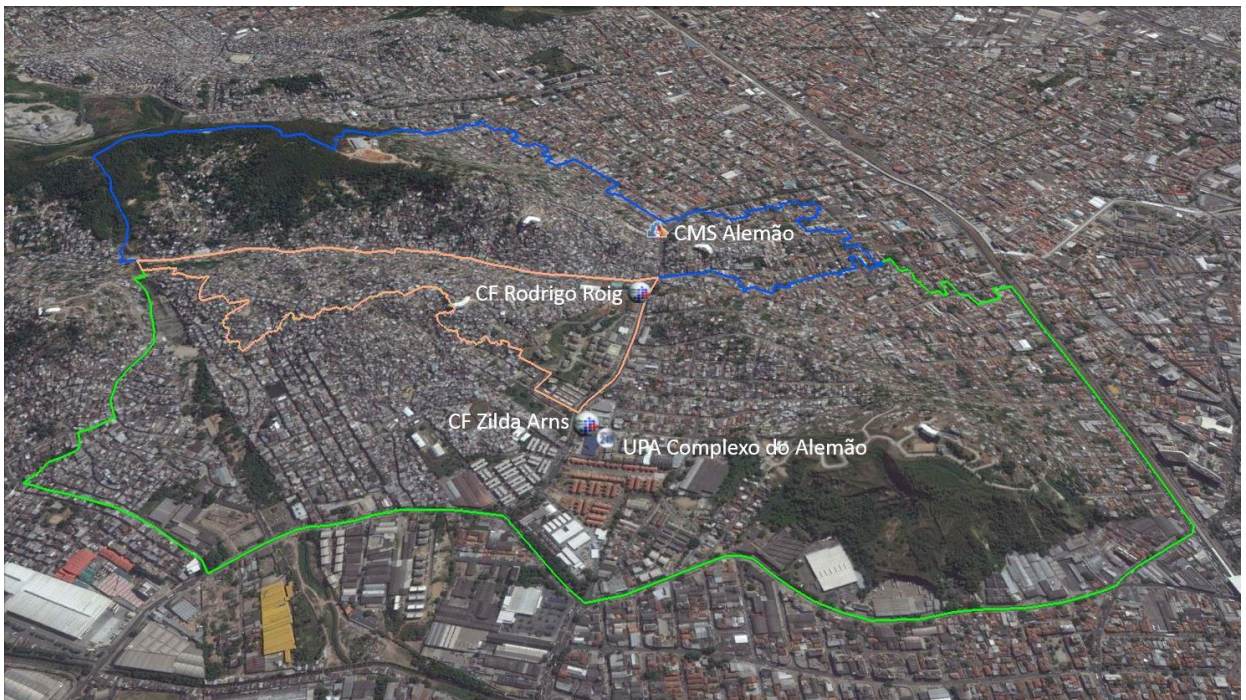 CMS Alemão
CF Rodrigo Roig
CF Zilda Arns
UPA Complexo do Alemão